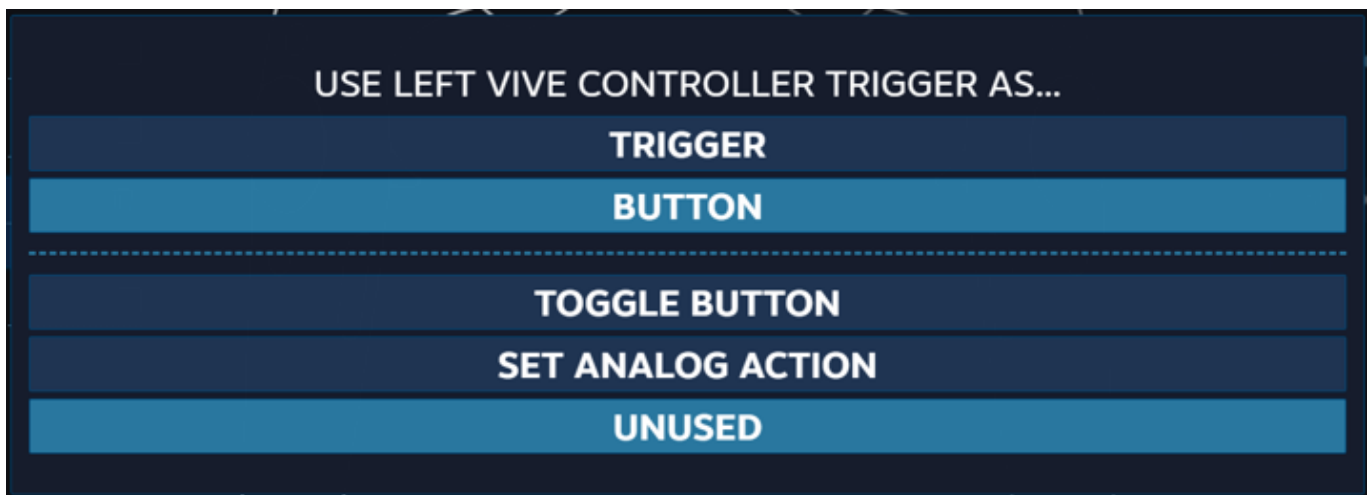 USE LEFT VIVE CONTROLLER TRIGGER AS...
TRIGGER
BUTTON
TOGGLE BUTTON
SET ANALOG ACTION
UNUSED